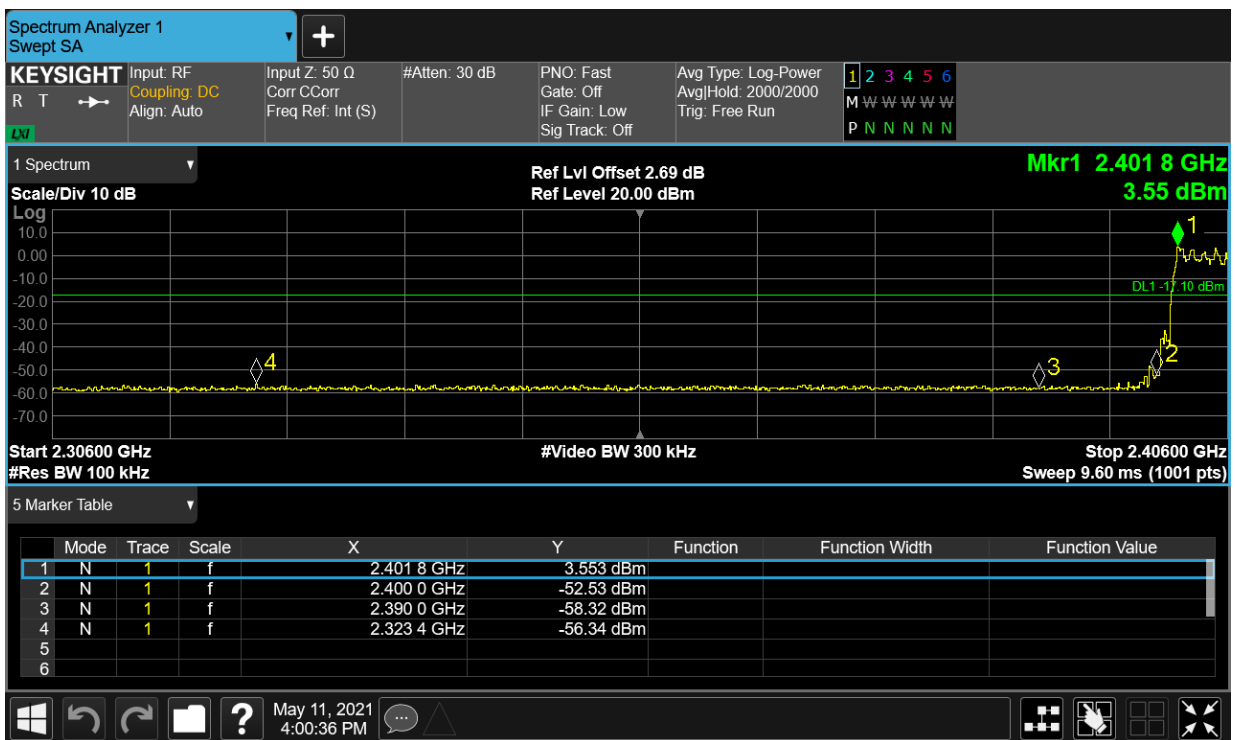 Spectrum Analyzer 1
Swept SA
KEYSIGHT
R T
LXI
Input: RF
Coupling: DC
Align: Auto
Input Z: 50 Ω
Corr CCorr
Freq Ref: Int (S)
#Atten: 30 dB
PNO: Fast
Gate: Off
IF Gain: Low
Sig Track: Off
Avg Type: Log-Power
Avg|Hold: 2000/2000
Trig: Free Run
1 2 3 4 5 6
M W W W W W
P N N N N N
1 Spectrum
Scale/Div 10 dB
Ref Lvl Offset 2.69 dB
Ref Level 20.00 dBm
Mkr1 2.401 8 GHz
3.55 dBm
Log
10.0
0.00
-10.0
-20.0
-30.0
-40.0
-50.0
-60.0
-70.0
1
DL1 -17.10 dBm
2
3
4
Start 2.30600 GHz
#Video BW 300 kHz
Stop 2.40600 GHz
#Res BW 100 kHz
Sweep 9.60 ms (1001 pts)
5 Marker Table
Mode Trace Scale X Y Function Function Width Function Value
1 N 1 f 2.401 8 GHz 3.553 dBm
2 N 1 f 2.400 0 GHz -52.53 dBm
3 N 1 f 2.390 0 GHz -58.32 dBm
4 N 1 f 2.323 4 GHz -56.34 dBm
5
6
?
May 11, 2021
4:00:36 PM